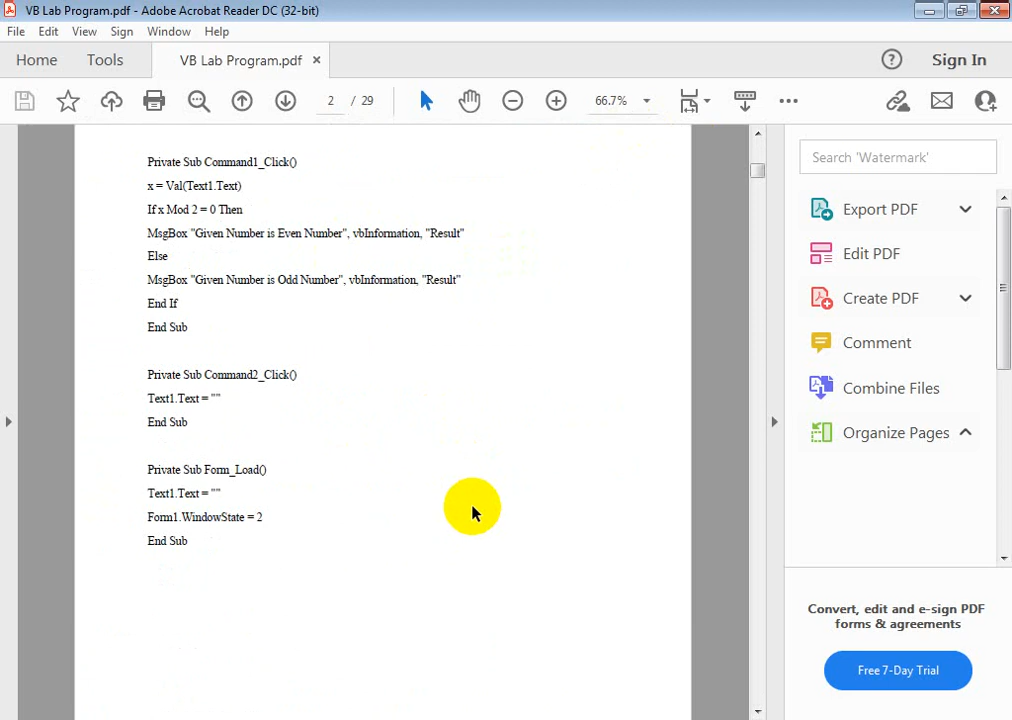 VB Lab Program.pdf - Adobe Acrobat Reader DC (32-bit)
File Edit View Sign Window Help
Home Tools VB Lab Program.pdf × ? Sign In
2 / 29 66.7%
Private Sub Command1_Click()
x = Val(Text1.Text)
If x Mod 2 = 0 Then
MsgBox "Given Number is Even Number", vbInformation, "Result"
Else
MsgBox "Given Number is Odd Number", vbInformation, "Result"
End If
End Sub
Private Sub Command2_Click()
Text1.Text = ""
End Sub
Private Sub Form_Load()
Text1.Text = ""
Form1.WindowState = 2
End Sub
Search 'Watermark'
Export PDF
Edit PDF
Create PDF
Comment
Combine Files
Organize Pages
Convert, edit and e-sign PDF
forms & agreements
Free 7-Day Trial